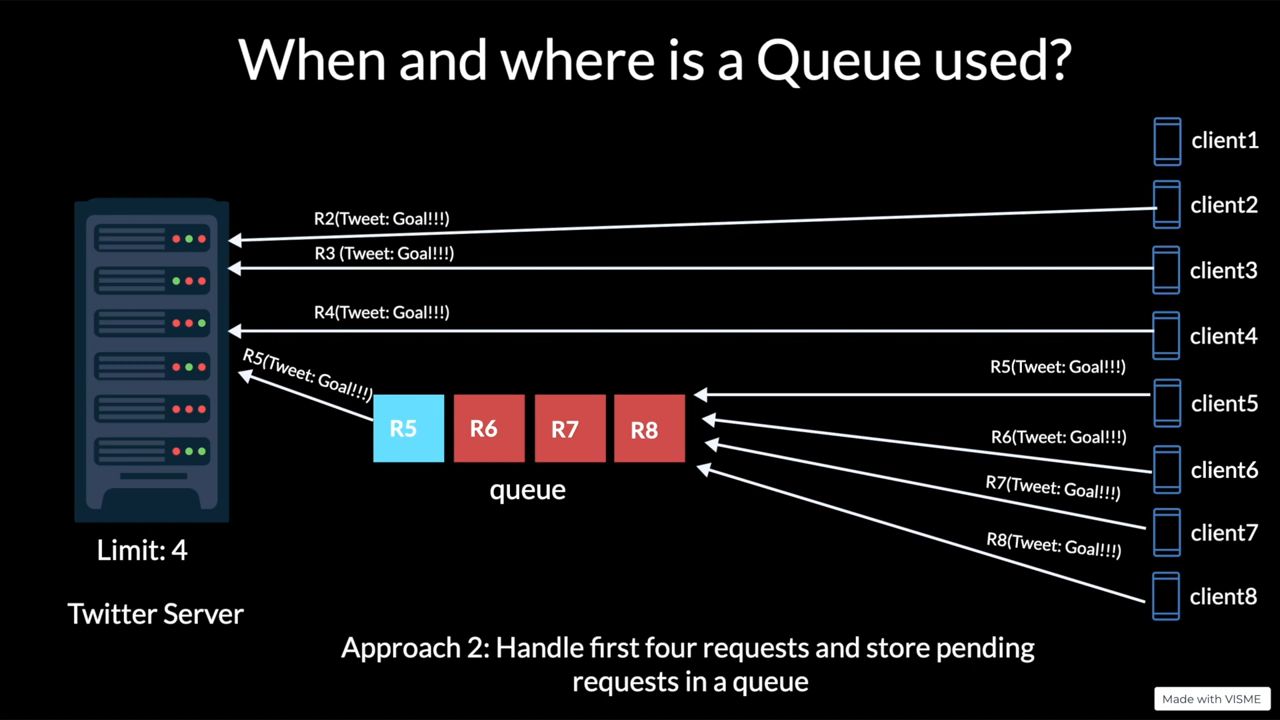 When and where is a Queue used?
client1
client2
R2(Tweet: Goal!!!)
R3 (Tweet: Goal!!!)
client3
R4(Tweet: Goal!!!)
client4
R5(Tweet: Goal!!!)
R5(Tweet: Goal!!!)
client5
R5
R6
R7
R8
R6(Tweet: Goal!!!)
client6
queue
R7(Tweet: Goal!!!)
client7
R8(Tweet: Goal!!!)
Limit: 4
client8
Twitter Server
Approach 2: Handle first four requests and store pending
requests in a queue
Made with VISME